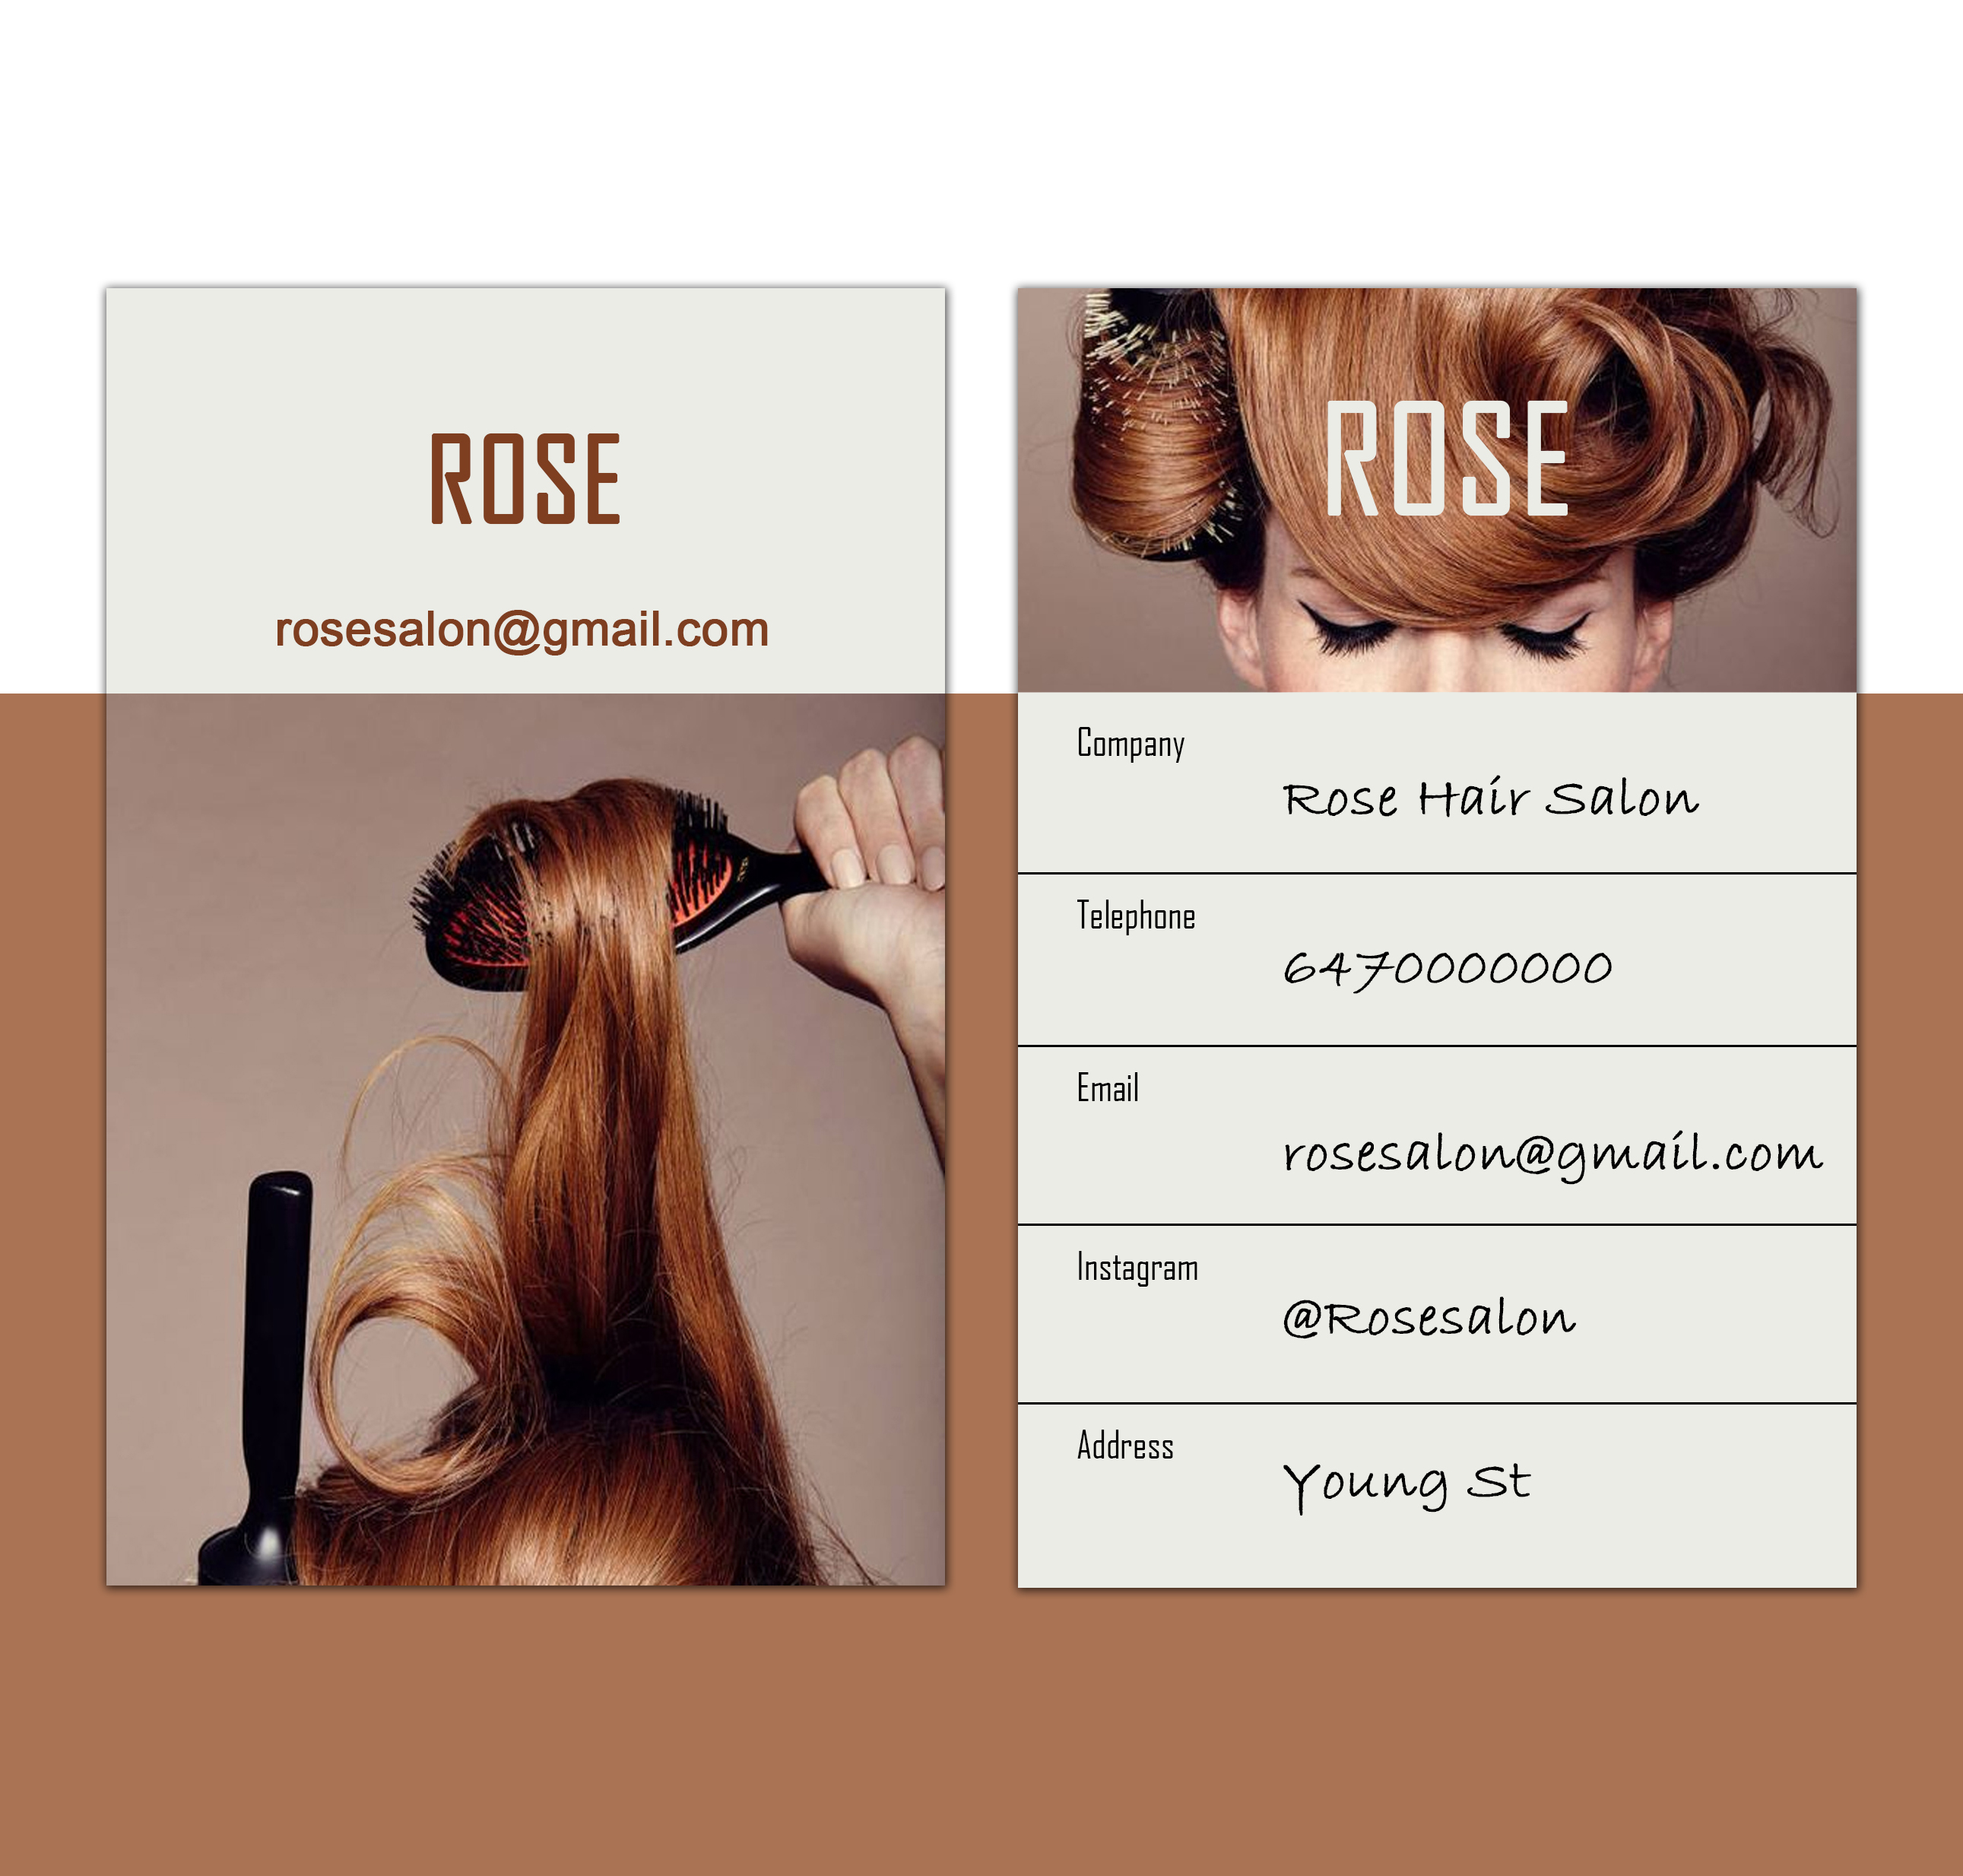 ROSE
rosesalon@gmail.com
ROSE
Company
Rose Hair Salon
Telephone
6470000000
Email
rosesalon@gmail.com
Instagram
@Rosesalon
Address
Young St